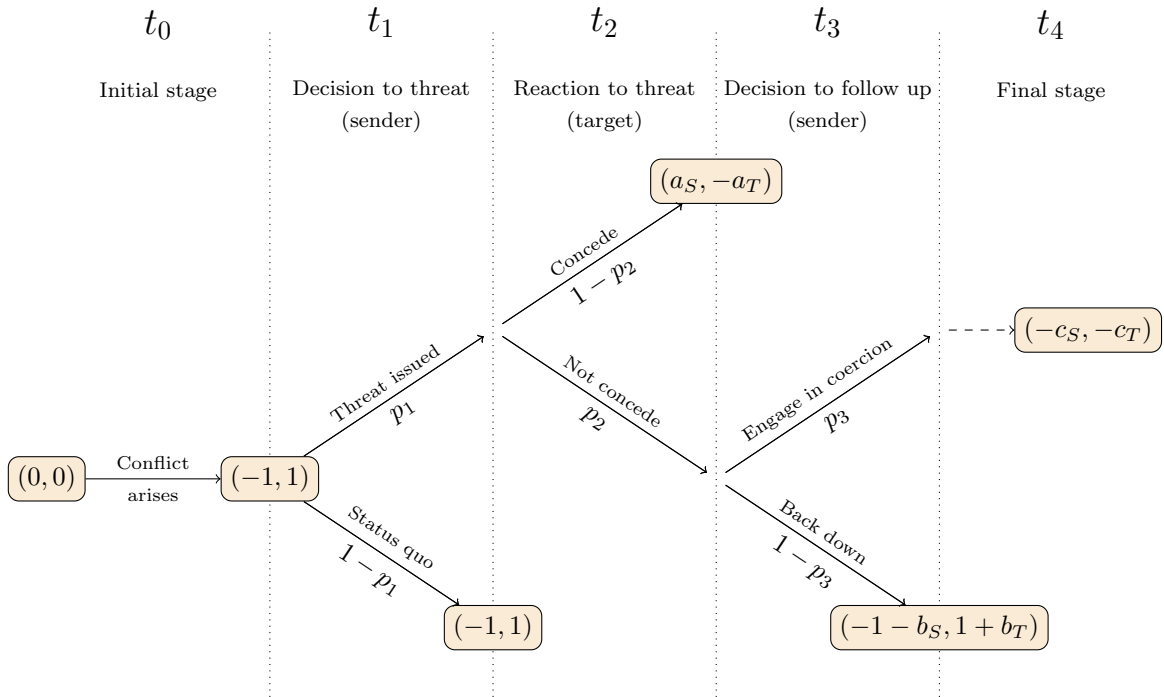 t_0 t_1 t_2 t_3 t_4
Initial stage
Decision to threat
(sender)
Reaction to threat
(target)
Decision to follow up
(sender)
Final stage
(a_S, −a_T)
Concede
1 − p_2
(−c_S, −c_T)
Threat issued
p_1
Not concede
p_2
Engage in coercion
p_3
(0, 0)
Conflict
arises
(−1, 1)
Status quo
1 − p_1
Back down
1 − p_3
(−1, 1)
(−1 − b_S, 1 + b_T)